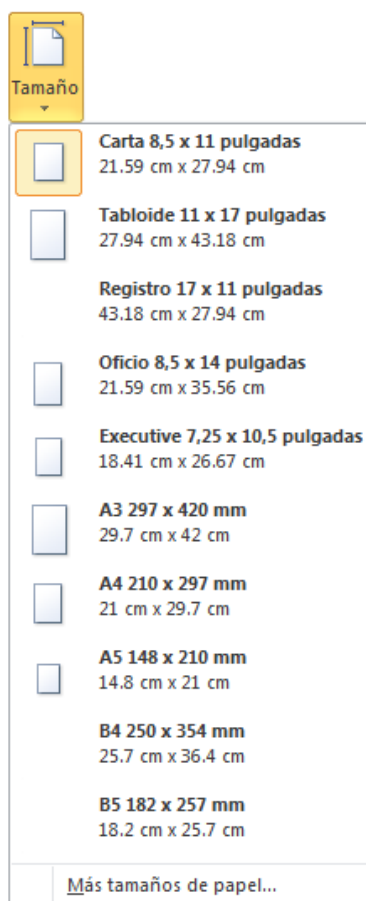 Tamaño
Carta 8,5 x 11 pulgadas
21.59 cm x 27.94 cm
Tabloide 11 x 17 pulgadas
27.94 cm x 43.18 cm
Registro 17 x 11 pulgadas
43.18 cm x 27.94 cm
Oficio 8,5 x 14 pulgadas
21.59 cm x 35.56 cm
Executive 7,25 x 10,5 pulgadas
18.41 cm x 26.67 cm
A3 297 x 420 mm
29.7 cm x 42 cm
A4 210 x 297 mm
21 cm x 29.7 cm
A5 148 x 210 mm
14.8 cm x 21 cm
B4 250 x 354 mm
25.7 cm x 36.4 cm
B5 182 x 257 mm
18.2 cm x 25.7 cm
Más tamaños de papel...